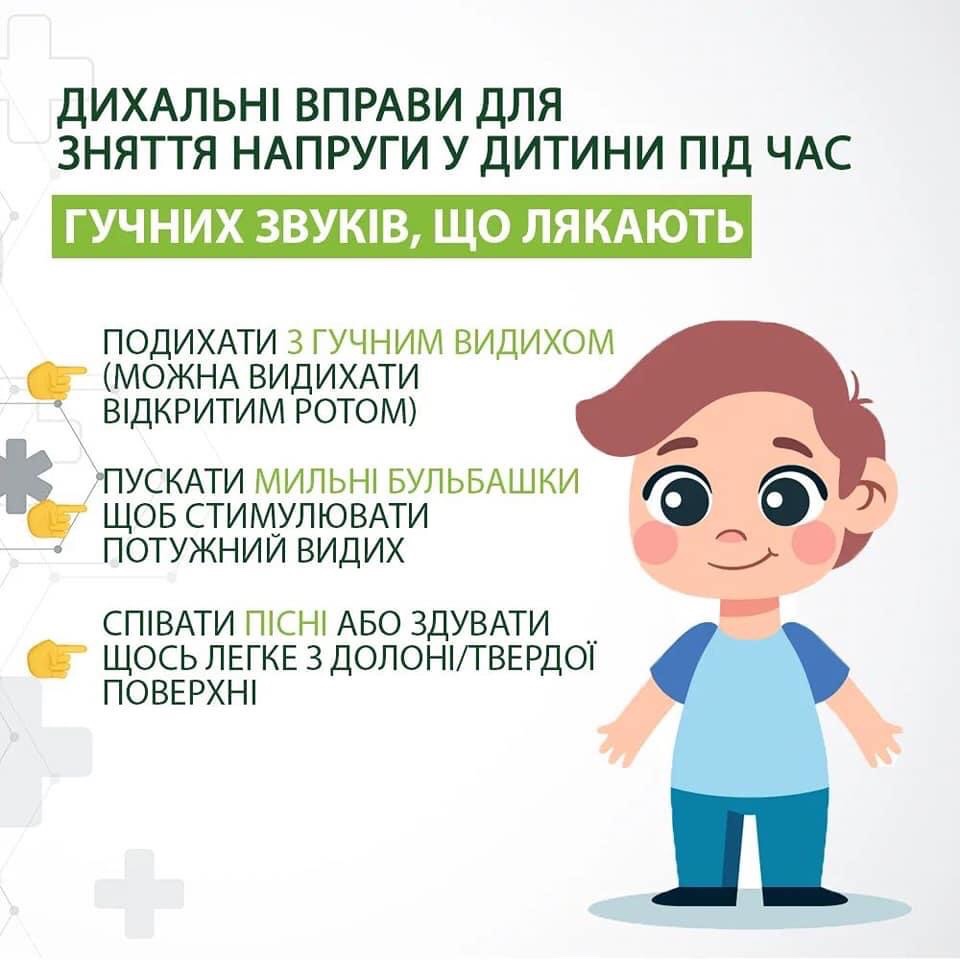 ДИХАЛЬНІ ВПРАВИ ДЛЯ
ЗНЯТТЯ НАПРУГИ У ДИТИНИ ПІД ЧАС
ГУЧНИХ ЗВУКІВ, ЩО ЛЯКАЮТЬ
ПОДИХАТИ З ГУЧНИМ ВИДИХОМ
(МОЖНА ВИДИХАТИ
ВІДКРИТИМ РОТОМ)
ПУСКАТИ МИЛЬНІ БУЛЬБАШКИ
ЩОБ СТИМУЛЮВАТИ
ПОТУЖНИЙ ВИДИХ
СПІВАТИ ПІСНІ АБО ЗДУВАТИ
ЩОСЬ ЛЕГКЕ З ДОЛОНІ/ТВЕРДОЇ
ПОВЕРХНІ